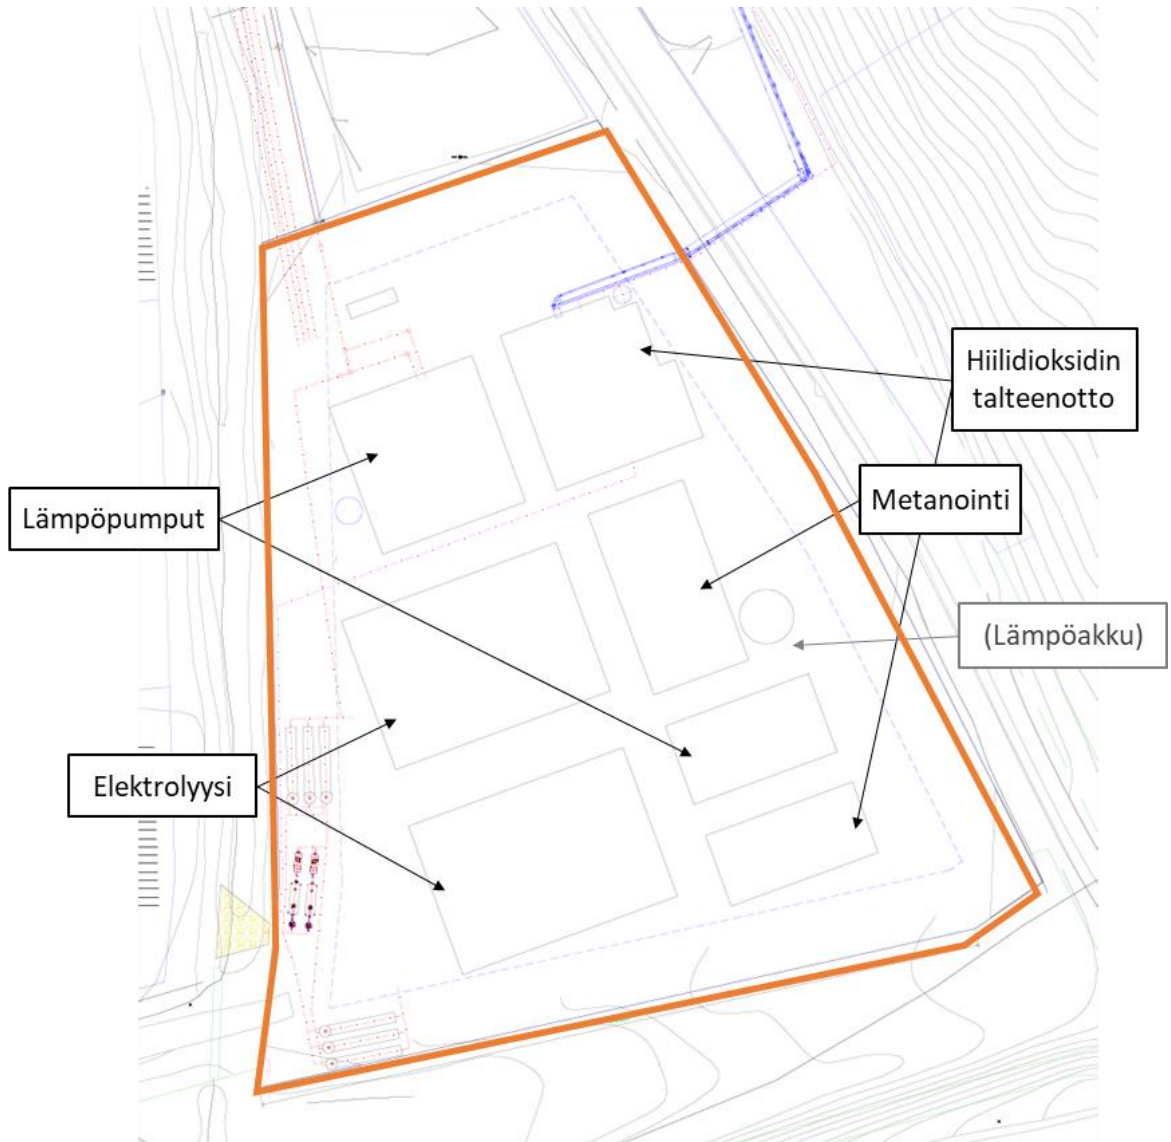 Hiilidioksidin
talteenotto
Metanointi
Lämpöpumput
(Lämpöakku)
Elektrolyysi